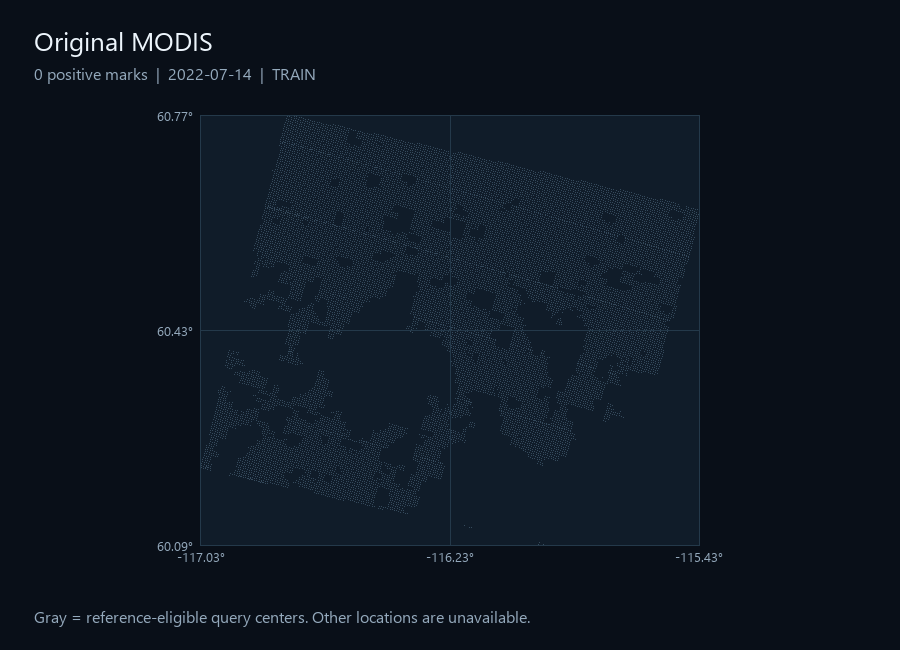 Original MODIS
0 positive marks | 2022-07-14 | TRAIN
60.77°
60.43°
60.09°
-117.03°
-116.23°
-115.43°
Gray = reference-eligible query centers. Other locations are unavailable.